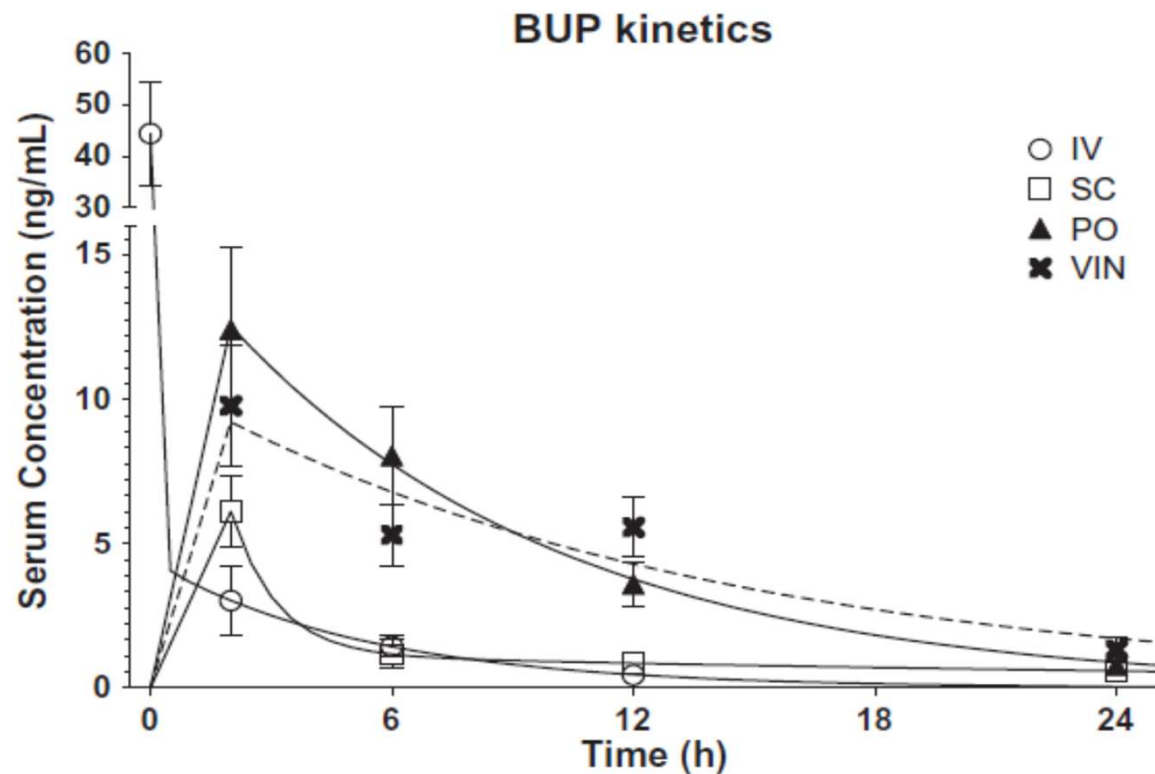 BUP kinetics
Serum Concentration (ng/mL)
60
50
40
30
15
10
5
0
IV
SC
PO
VIN
0 6 12 18 24
Time (h)